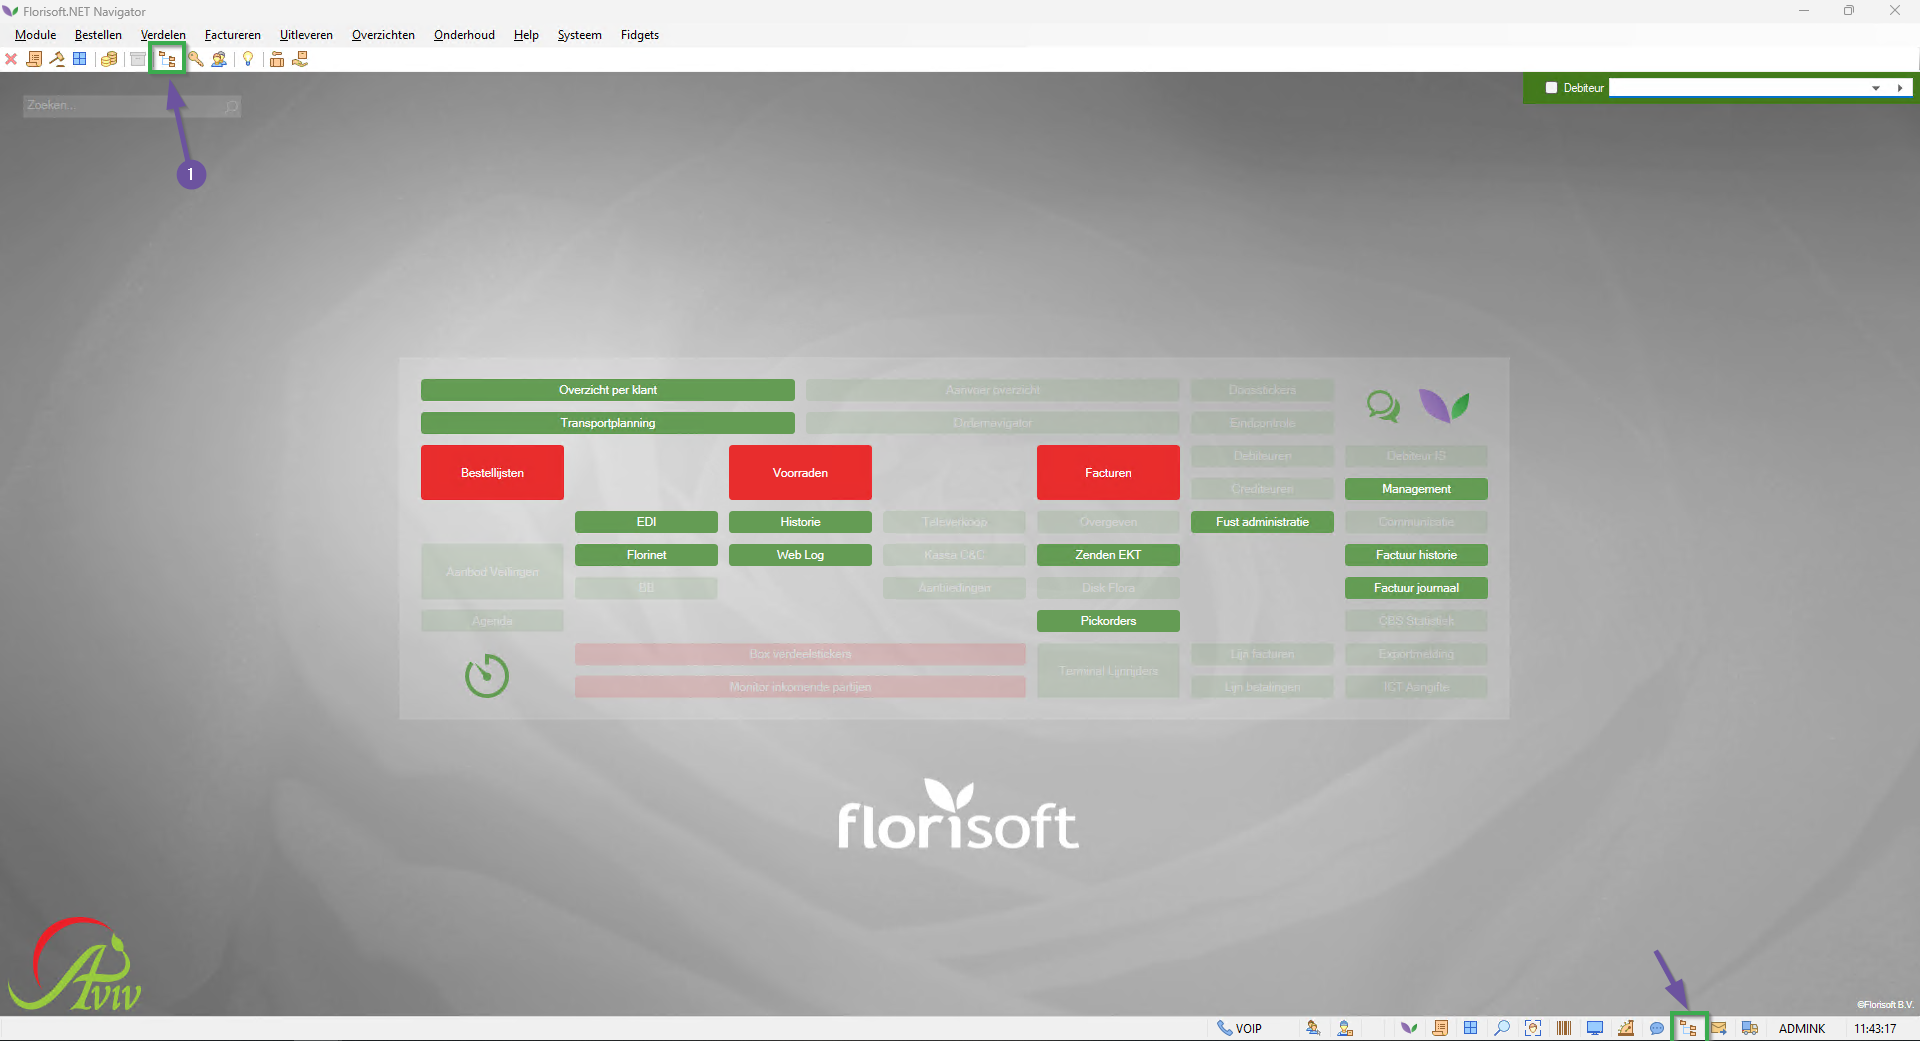 Florisoft.NET Navigator
Module Bestellen Verdelen Factureren Uitleveren Overzichten Onderhoud Help Systeem Fidgets
Zoeken...
Debiteur
1
Overzicht per klant Aanvoer overzicht Doosstickers
Transportplanning Ordernavigator Eindcontrole
Bestellijsten Voorraden Facturen Debiteuren Debiteur IS
Crediteuren Management
EDI Historie Televerkoop Overgeven Fust administratie Communicatie
Florinet Web Log Kassa C&C Zenden EKT Factuur historie
Aanbod Veilingen BB Aanbiedingen Disk Flora Factuur journaal
Agenda Pickorders CBS Statistiek
Box verdeelstickers Lijn facturen Exportmelding
Terminal Lijnrijders
Monitor inkomende partijen Lijn betalingen ICT Aangifte
florisoft
Aviv
©Florisoft B.V.
VOIP ADMINK 11:43:17